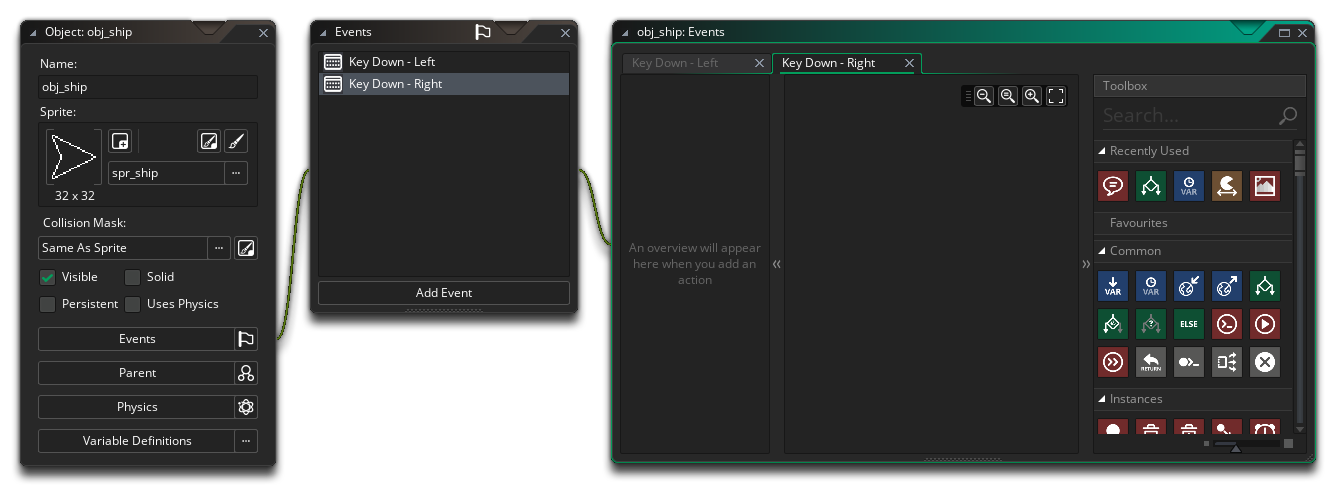 Object: obj_ship
Name:
obj_ship
Sprite:
spr_ship
32 x 32
Collision Mask:
Same As Sprite
Visible
Solid
Persistent
Uses Physics
Events
Parent
Physics
Variable Definitions
Events
Key Down - Left
Key Down - Right
Add Event
obj_ship: Events
Key Down - Left
Key Down - Right
An overview will appear
here when you add an
action
Toolbox
Search...
Recently Used
VAR
Favourites
Common
VAR
VAR
ELSE
RETURN
Instances